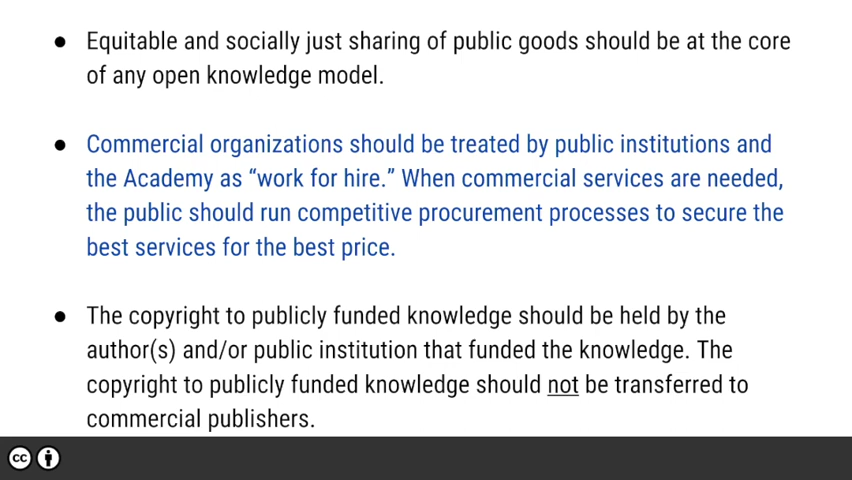 ● Equitable and socially just sharing of public goods should be at the core
of any open knowledge model.
● Commercial organizations should be treated by public institutions and
the Academy as “work for hire.” When commercial services are needed,
the public should run competitive procurement processes to secure the
best services for the best price.
● The copyright to publicly funded knowledge should be held by the
author(s) and/or public institution that funded the knowledge. The
copyright to publicly funded knowledge should not be transferred to
commercial publishers.
cc